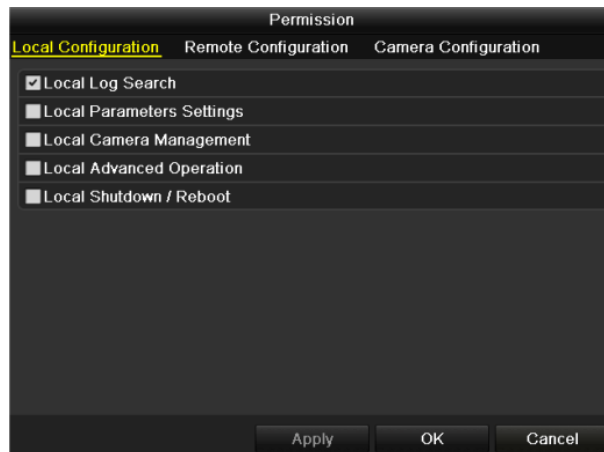 Permission
Local Configuration Remote Configuration Camera Configuration
Local Log Search
Local Parameters Settings
Local Camera Management
Local Advanced Operation
Local Shutdown / Reboot
Apply OK Cancel